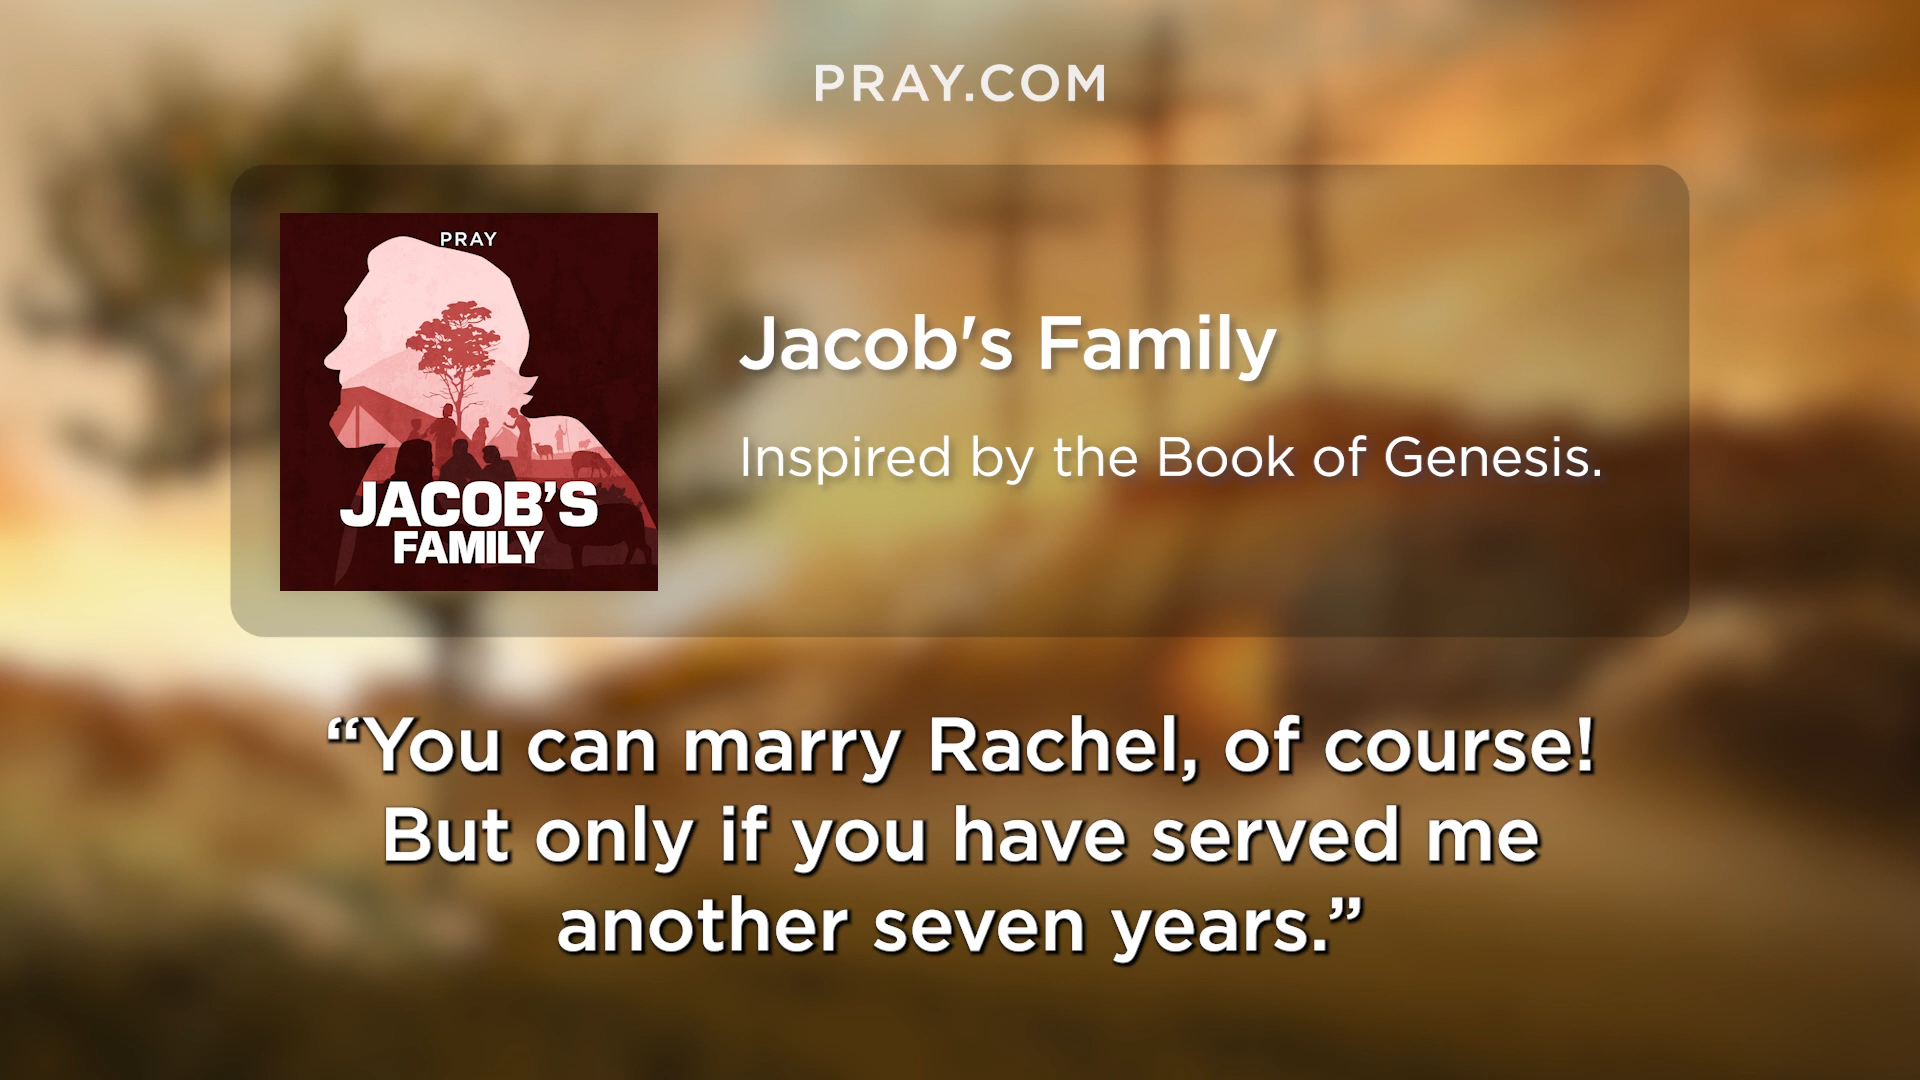 PRAY.COM
PRAY
JACOB’S
FAMILY
Jacob's Family
Inspired by the Book of Genesis.
“You can marry Rachel, of course!
But only if you have served me
another seven years.”